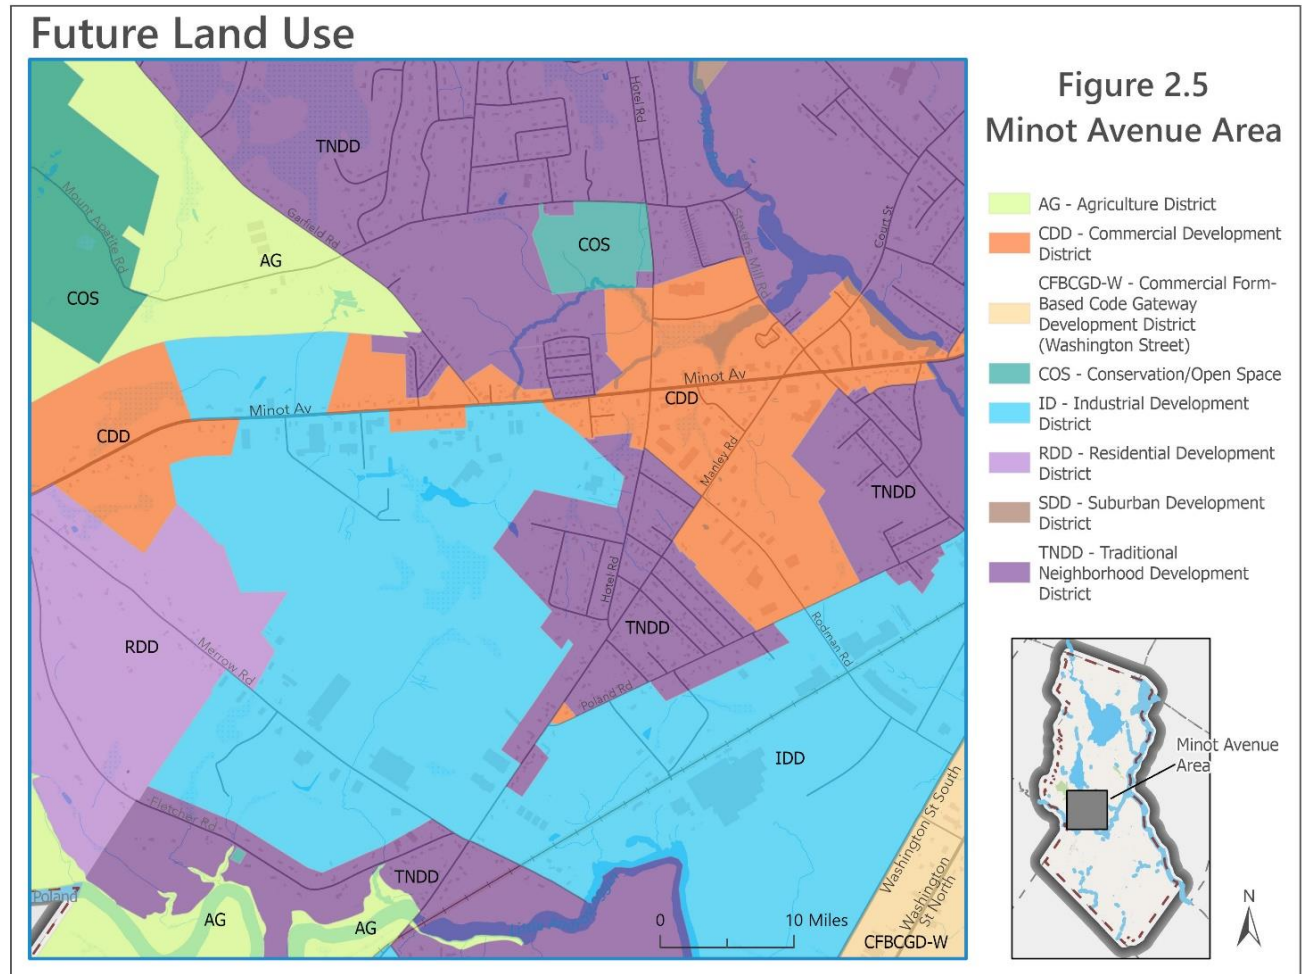 Future Land Use
Figure 2.5
Minot Avenue Area
AG - Agriculture District
CDD - Commercial Development
District
CFBCGD-W - Commercial Form-
Based Code Gateway
Development District
(Washington Street)
COS - Conservation/Open Space
ID - Industrial Development
District
RDD - Residential Development
District
SDD - Suburban Development
District
TNDD - Traditional
Neighborhood Development
District
Hotel Rd
TNDD
Mount Apatite Rd
Garfield Rd
Stevens Mill Rd
Court St
COS
AG
COS
Minot Av
Minot Av
CDD
CDD
Manley Rd
TNDD
Hotel Rd
TNDD
Rodman Rd
RDD
Merrow Rd
Poland Rd
IDD
Minot Avenue
Area
Fletcher Rd
Washington St South
Washington
St North
TNDD
Poland
AG
AG
0 10 Miles
CFBCGD-W
N